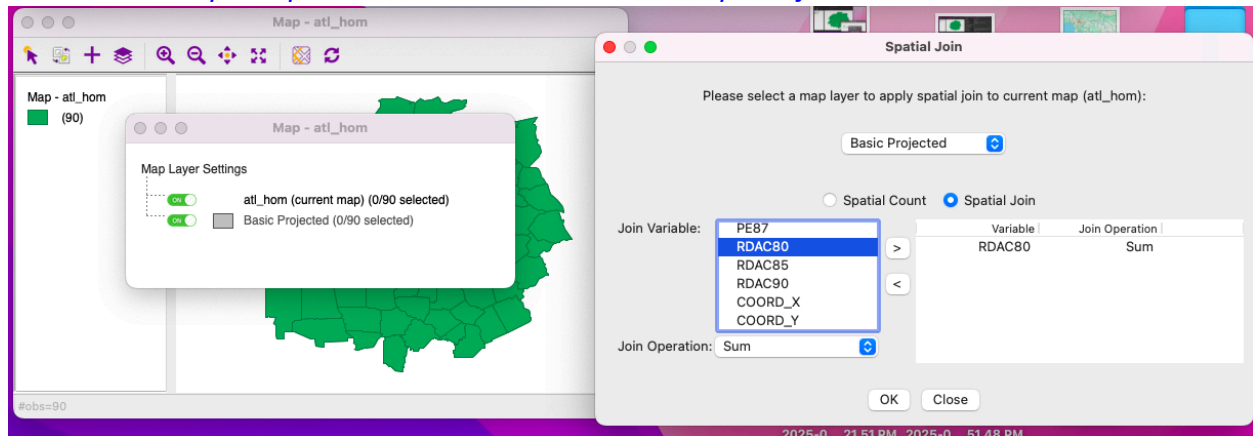 Map - atl_hom
Map - atl_hom
(90)
Map - atl_hom
Map Layer Settings
ON
atl_hom (current map) (0/90 selected)
ON
Basic Projected (0/90 selected)
#obs=90
Spatial Join
Please select a map layer to apply spatial join to current map (atl_hom):
Basic Projected
Spatial Count
Spatial Join
Join Variable:
PE87
RDAC80
RDAC85
RDAC90
COORD_X
COORD_Y
>
<
Variable
Join Operation
RDAC80
Sum
Join Operation:
Sum
OK
Close